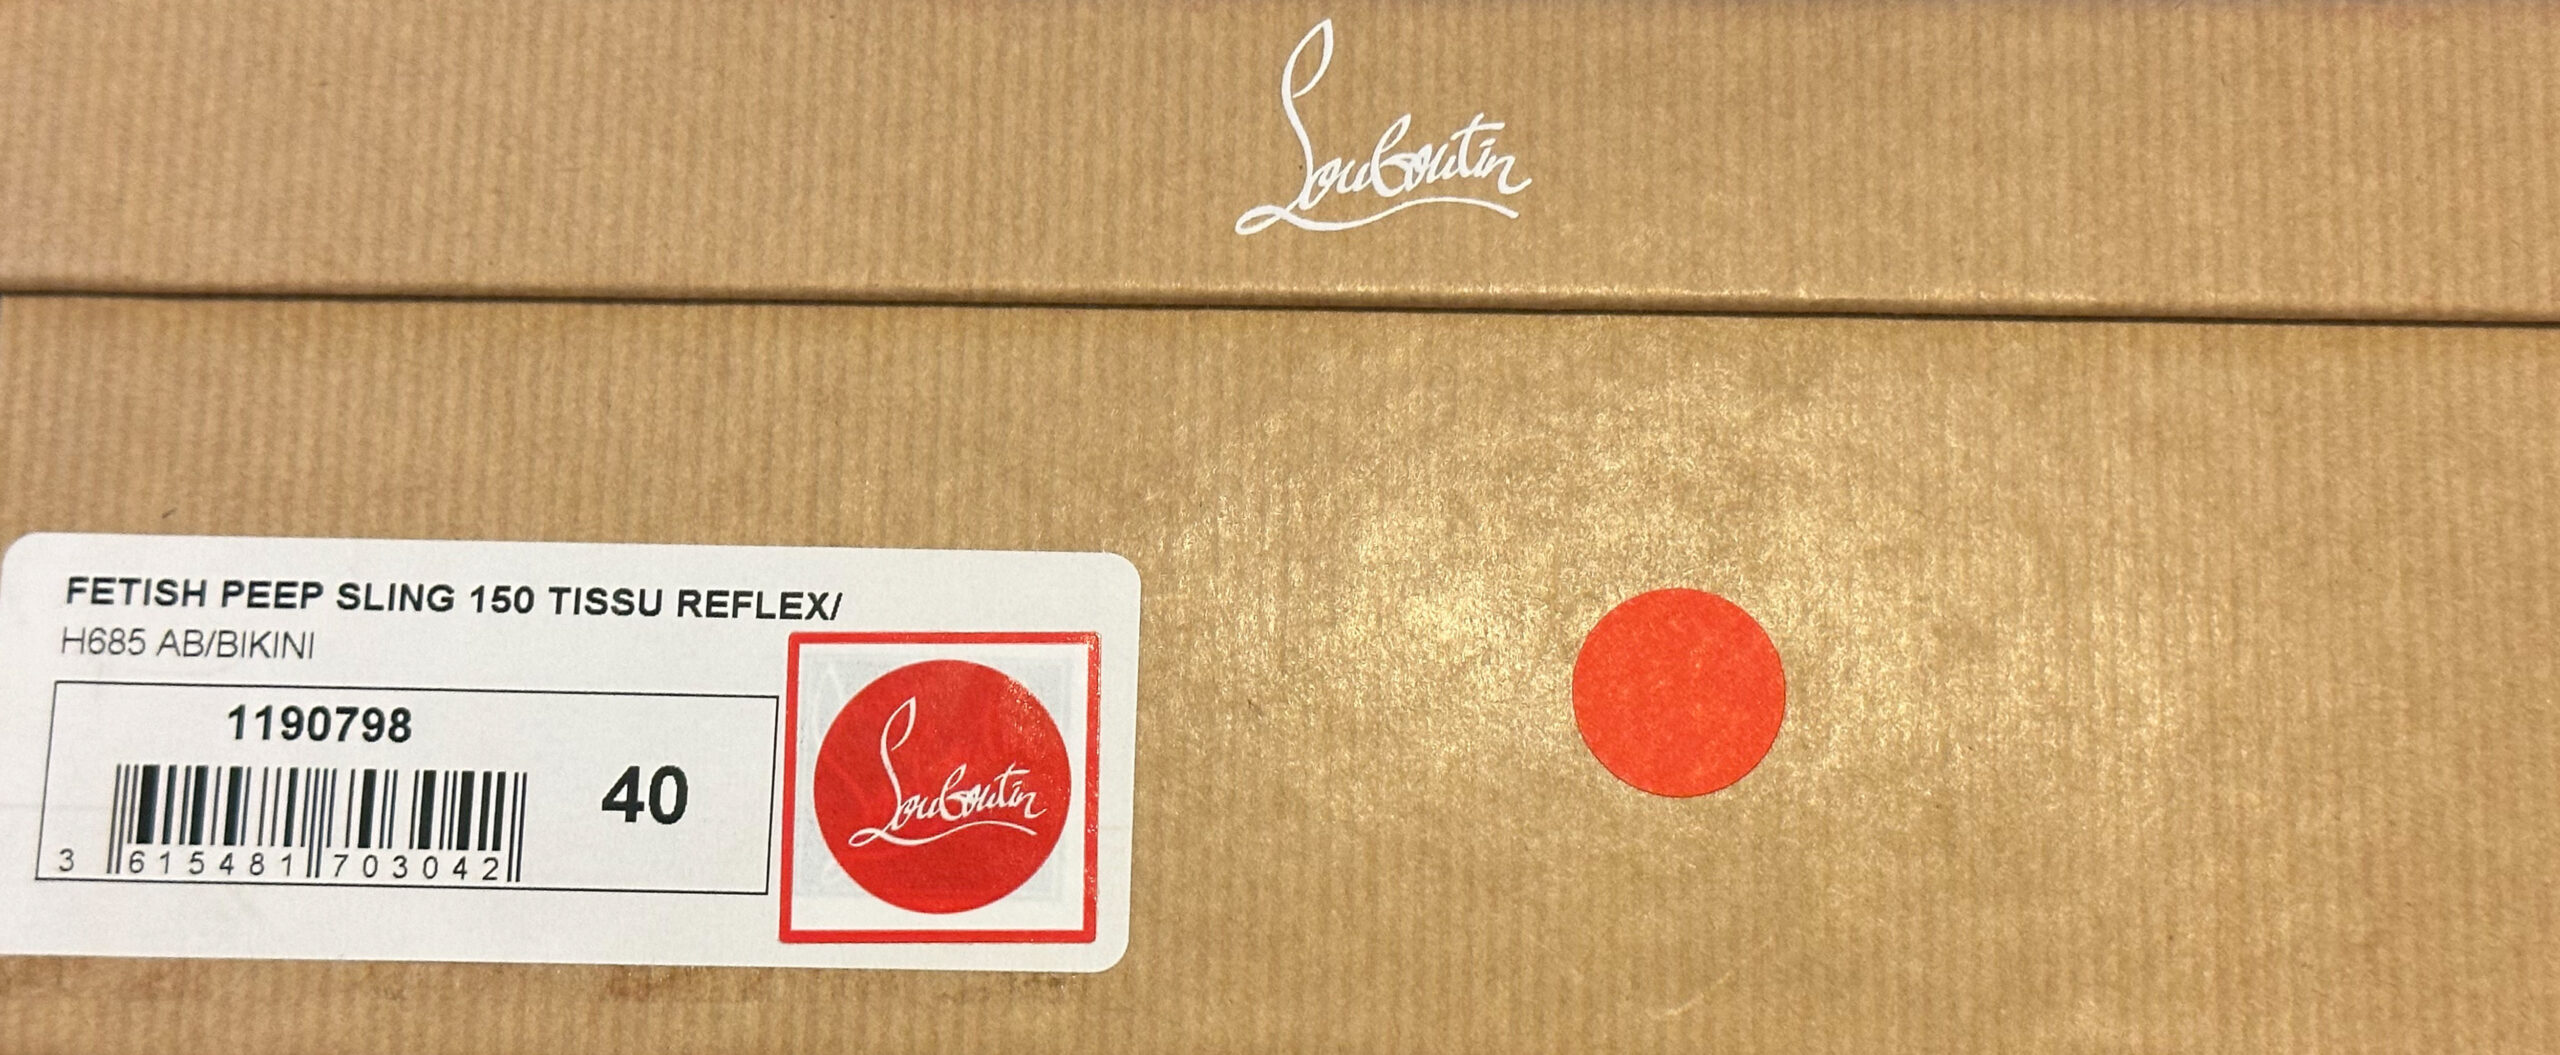 Louboutin
FETISH PEEP SLING 150 TISSU REFLEX/
H685 AB/BIKINI
1190798
40
3 615481 703042
Louboutin